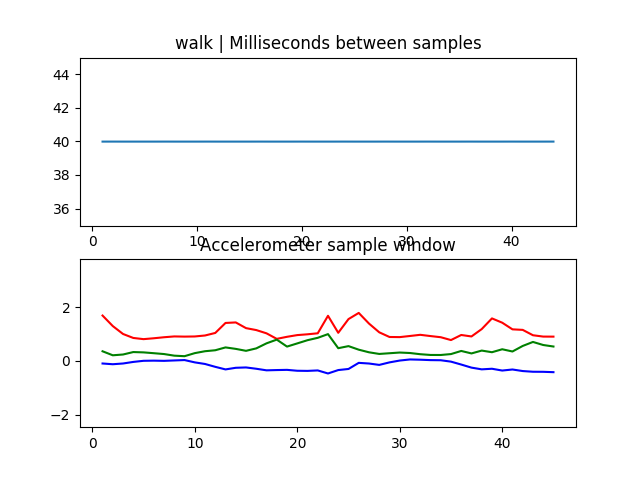 walk | Milliseconds between samples
44
42
40
38
36
0 10 20 30 40
Accelerometer sample window
2
0
−2
0 10 20 30 40